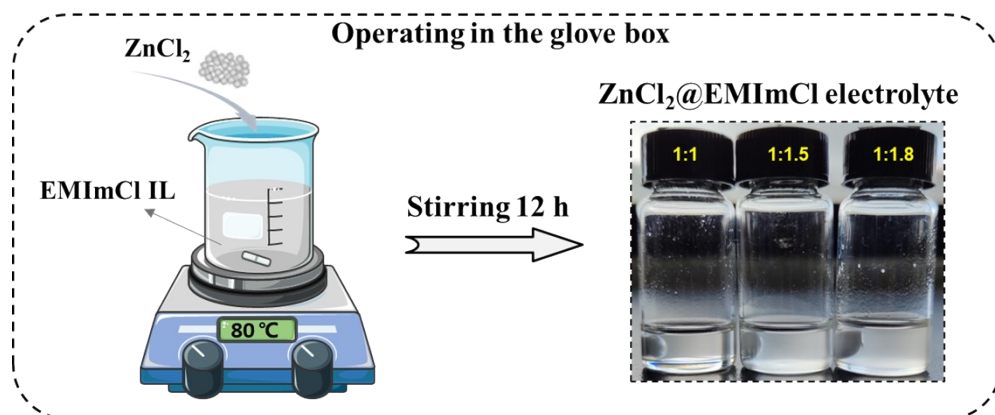 Operating in the glove box
ZnCl₂
EMImCl IL
80 ℃
Stirring 12 h
ZnCl₂@EMImCl electrolyte
1:1
1:1.5
1:1.8